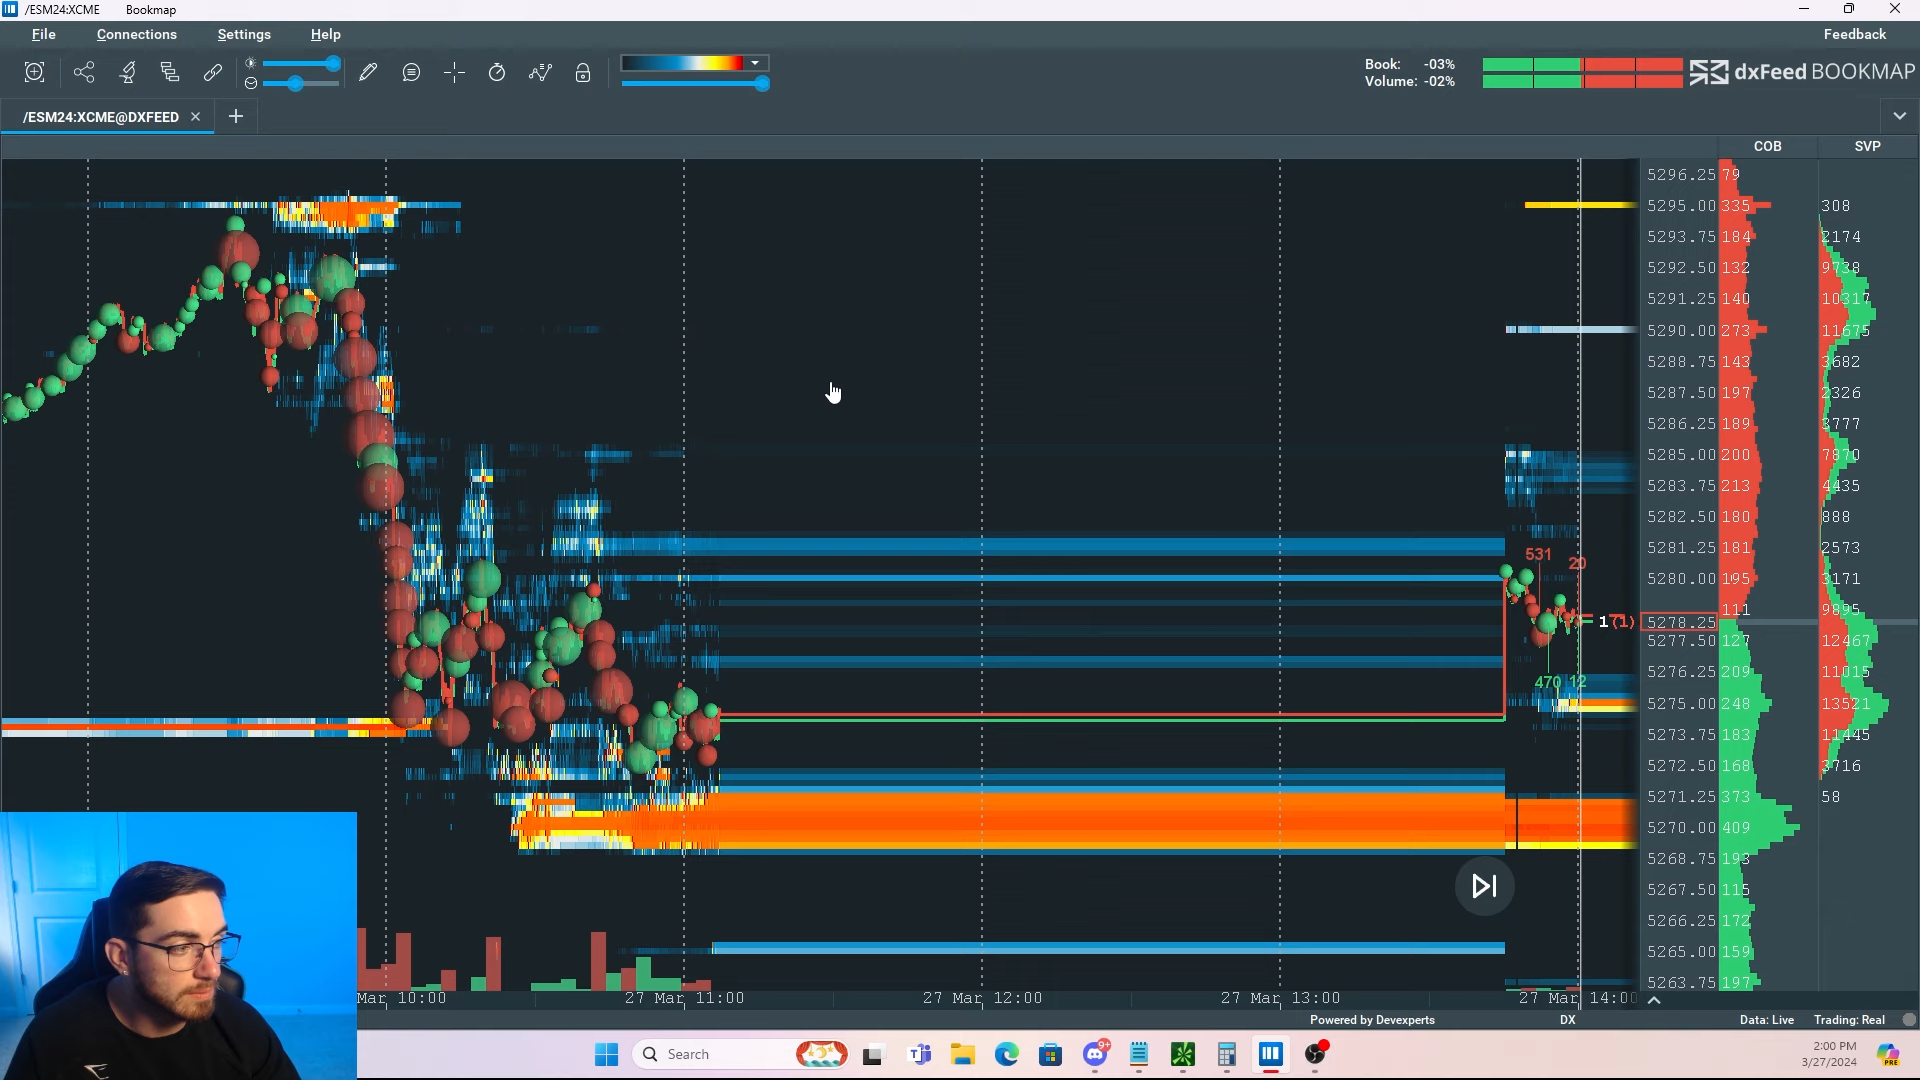 /ESM24:XCME Bookmap
File Connections Settings Help Feedback
Book: -03%
Volume: -02%
dxFeed BOOKMAP
/ESM24:XCME@DXFEED
COB SVP
5296.25 79
5295.00 335 308
5293.75 184 2174
5292.50 132 9738
5291.25 140 10317
5290.00 273 11675
5288.75 143 3682
5287.50 197 2326
5286.25 189 3777
5285.00 200 7870
5283.75 213 4435
5282.50 180 888
5281.25 181 2573
531 20
5280.00 195 3171
111 9895
1 (1) 5278.25
5277.50 127 12467
5276.25 209 11015
470 12
5275.00 248 13521
5273.75 183 11445
5272.50 168 3716
5271.25 373 58
5270.00 409
5268.75 193
5267.50 115
5266.25 172
5265.00 159
5263.75 197
Mar 10:00 27 Mar 11:00 27 Mar 12:00 27 Mar 13:00 27 Mar 14:00
Powered by Devexperts DX Data: Live Trading: Real
Search
9+
2:00 PM
3/27/2024
PRE